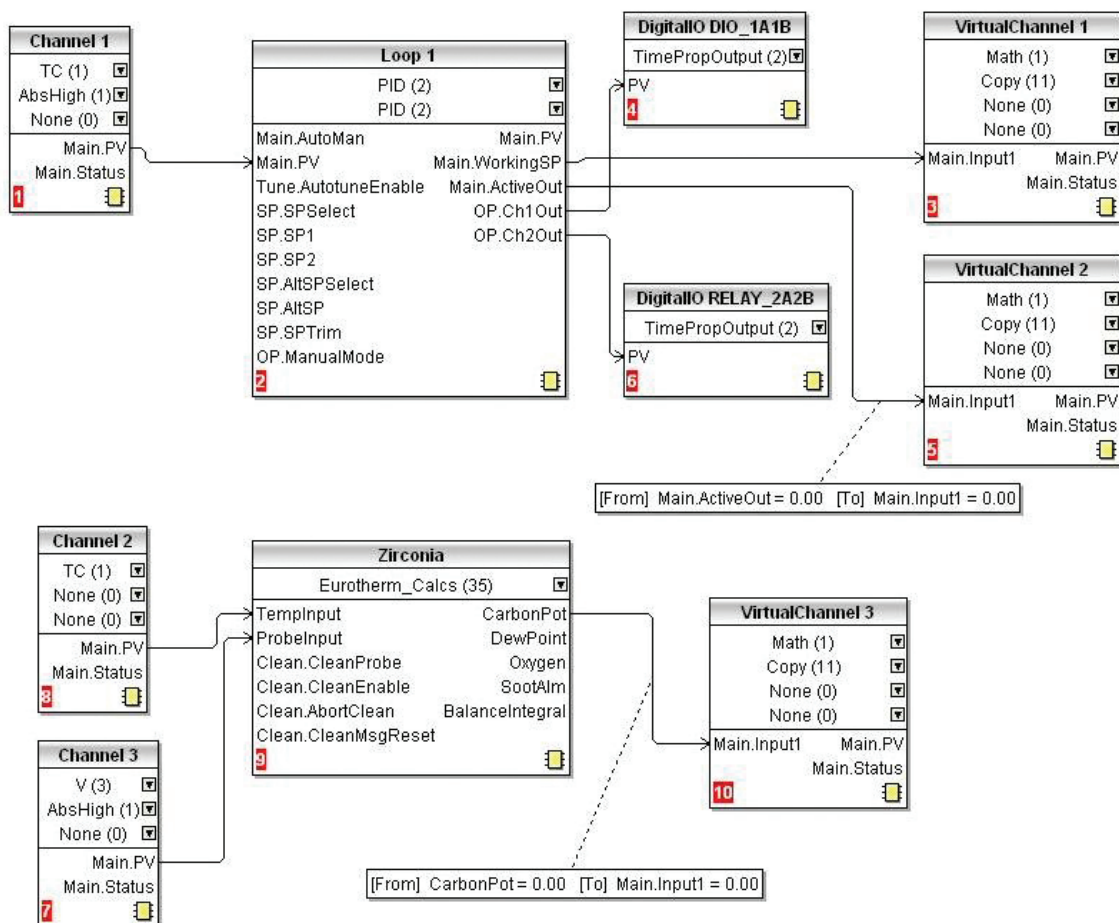 Channel 1
TC (1)
AbsHigh (1)
None (0)
Main.PV
Main.Status
1
Loop 1
PID (2)
PID (2)
Main.AutoMan Main.PV
Main.PV Main.WorkingSP
Tune.AutotuneEnable Main.ActiveOut
SP.SPSelect OP.Ch1Out
SP.SP1 OP.Ch2Out
SP.SP2
SP.AltSPSelect
SP.AltSP
SP.SPTrim
OP.ManualMode
2
DigitalIO DIO_1A1B
TimePropOutput (2)
PV
4
VirtualChannel 1
Math (1)
Copy (11)
None (0)
None (0)
Main.Input1 Main.PV
Main.Status
3
DigitalIO RELAY_2A2B
TimePropOutput (2)
PV
6
VirtualChannel 2
Math (1)
Copy (11)
None (0)
None (0)
Main.Input1 Main.PV
Main.Status
5
[From] Main.ActiveOut = 0.00 [To] Main.Input1 = 0.00
Channel 2
TC (1)
None (0)
None (0)
Main.PV
Main.Status
8
Zirconia
Eurotherm_Calcs (35)
TempInput CarbonPot
ProbeInput DewPoint
Clean.CleanProbe Oxygen
Clean.CleanEnable SootAlm
Clean.AbortClean BalanceIntegral
Clean.CleanMsgReset
9
VirtualChannel 3
Math (1)
Copy (11)
None (0)
None (0)
Main.Input1 Main.PV
Main.Status
10
Channel 3
V (3)
AbsHigh (1)
None (0)
Main.PV
Main.Status
7
[From] CarbonPot = 0.00 [To] Main.Input1 = 0.00